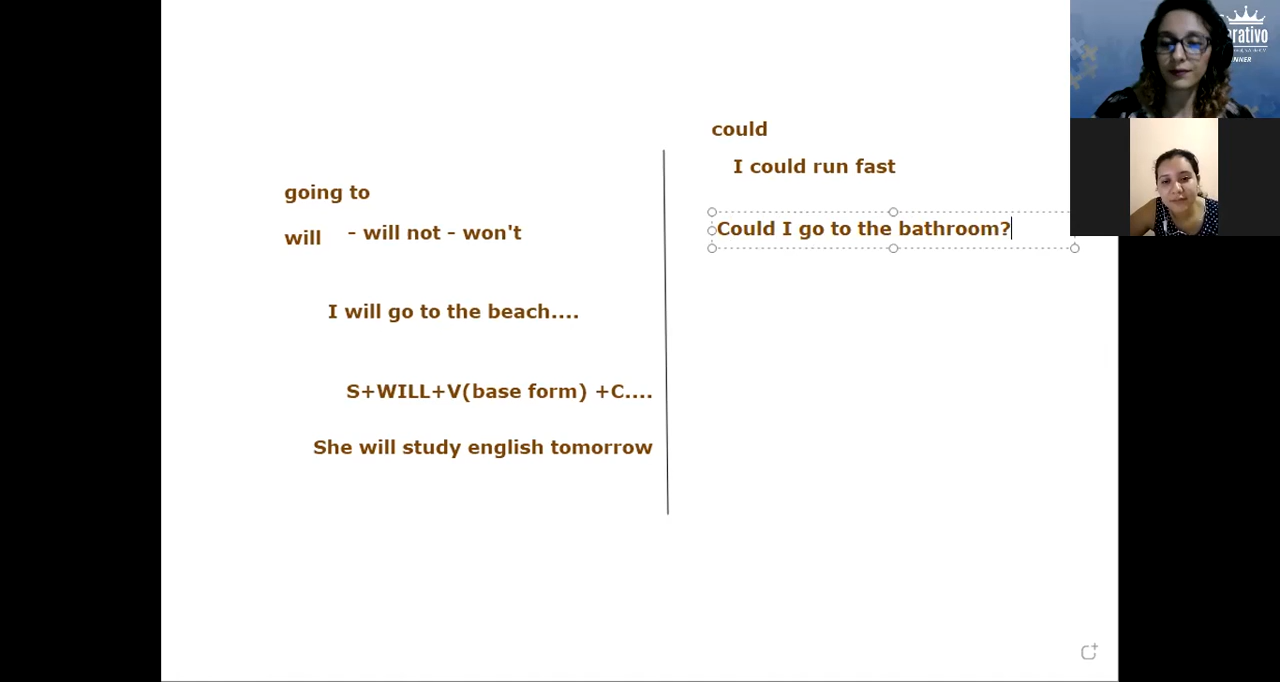 going to
will - will not - won't
I will go to the beach....
S+WILL+V(base form) +C....
She will study english tomorrow
could
I could run fast
Could I go to the bathroom?